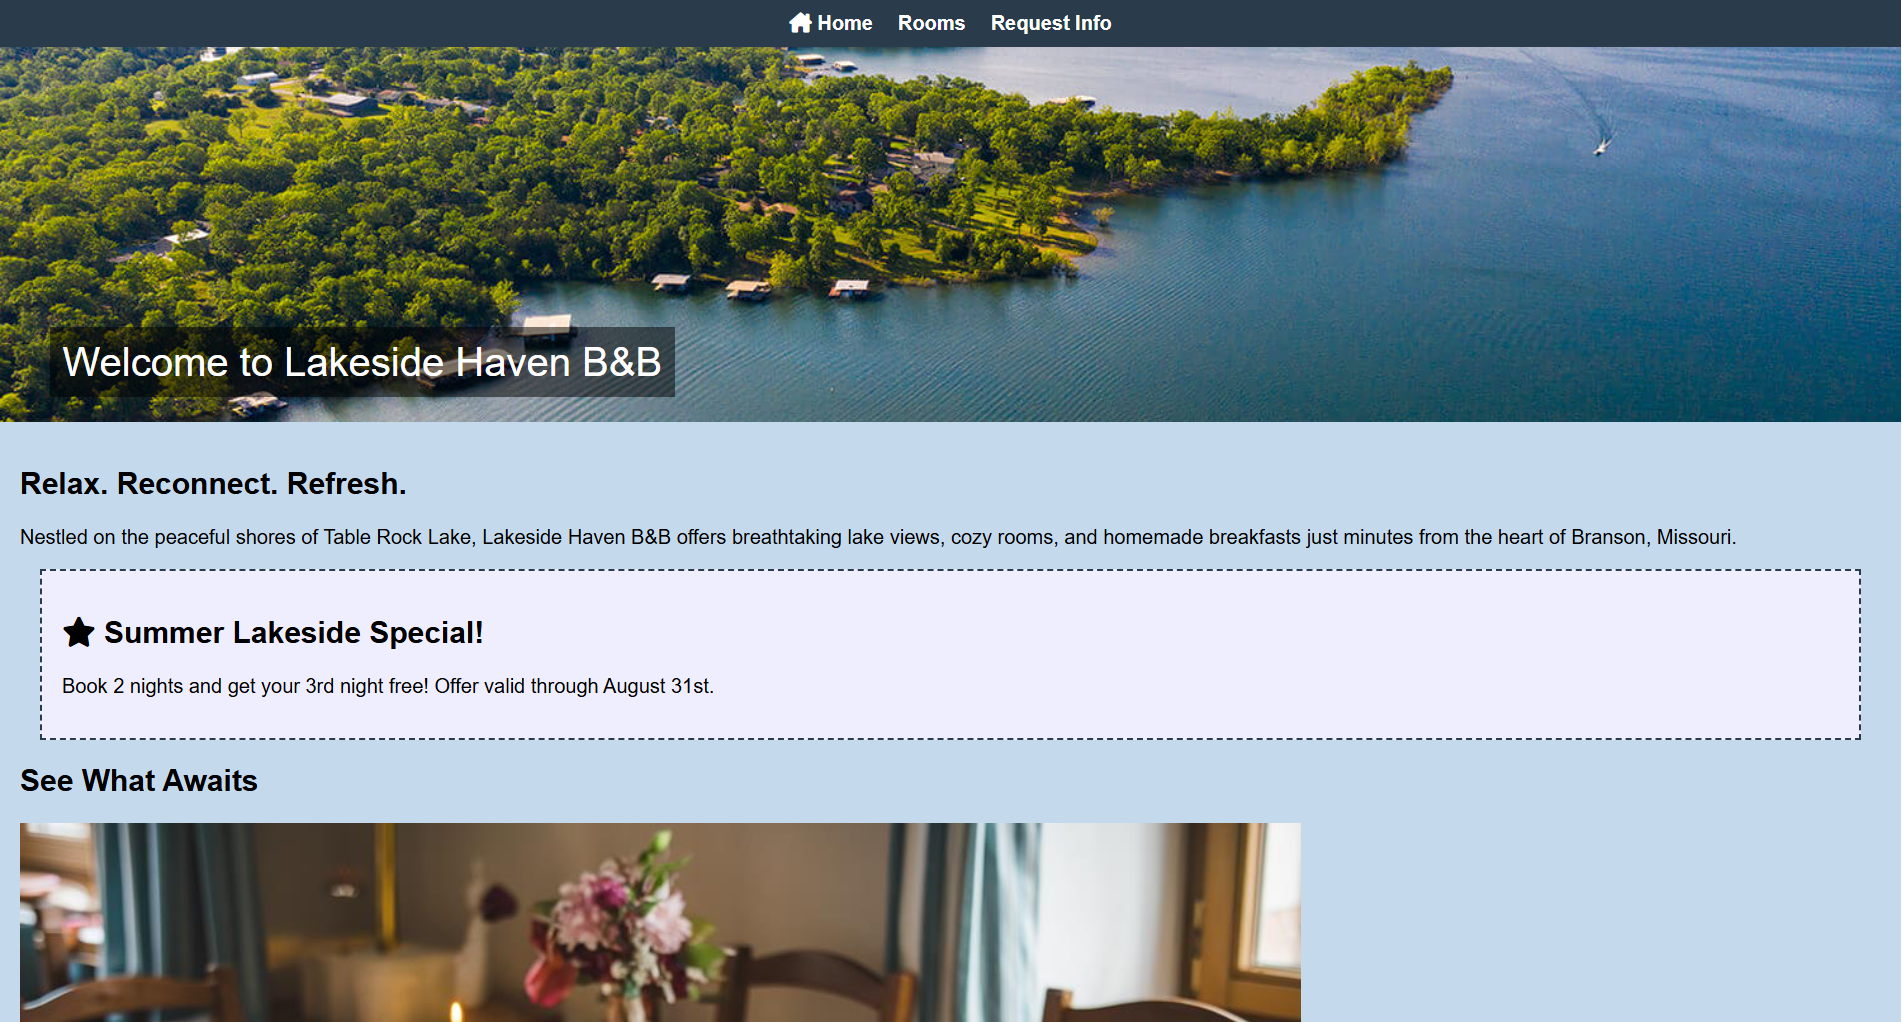 Home Rooms Request Info
Welcome to Lakeside Haven B&B
Relax. Reconnect. Refresh.
Nestled on the peaceful shores of Table Rock Lake, Lakeside Haven B&B offers breathtaking lake views, cozy rooms, and homemade breakfasts just minutes from the heart of Branson, Missouri.
Summer Lakeside Special!
Book 2 nights and get your 3rd night free! Offer valid through August 31st.
See What Awaits